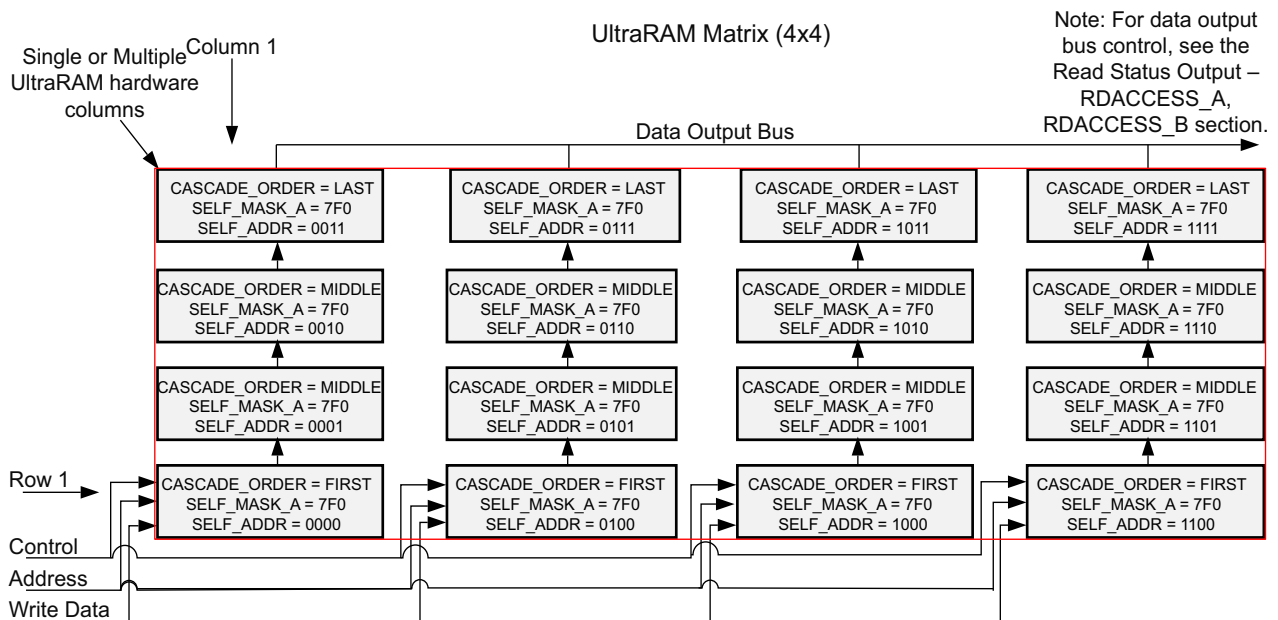 UltraRAM Matrix (4x4)
Single or Multiple
UltraRAM hardware
columns
Column 1
Note: For data output
bus control, see the
Read Status Output –
RDACCESS_A,
RDACCESS_B section.
Data Output Bus
CASCADE_ORDER = LAST
SELF_MASK_A = 7F0
SELF_ADDR = 0011
CASCADE_ORDER = LAST
SELF_MASK_A = 7F0
SELF_ADDR = 0111
CASCADE_ORDER = LAST
SELF_MASK_A = 7F0
SELF_ADDR = 1011
CASCADE_ORDER = LAST
SELF_MASK_A = 7F0
SELF_ADDR = 1111
CASCADE_ORDER = MIDDLE
SELF_MASK_A = 7F0
SELF_ADDR = 0010
CASCADE_ORDER = MIDDLE
SELF_MASK_A = 7F0
SELF_ADDR = 0110
CASCADE_ORDER = MIDDLE
SELF_MASK_A = 7F0
SELF_ADDR = 1010
CASCADE_ORDER = MIDDLE
SELF_MASK_A = 7F0
SELF_ADDR = 1110
CASCADE_ORDER = MIDDLE
SELF_MASK_A = 7F0
SELF_ADDR = 0001
CASCADE_ORDER = MIDDLE
SELF_MASK_A = 7F0
SELF_ADDR = 0101
CASCADE_ORDER = MIDDLE
SELF_MASK_A = 7F0
SELF_ADDR = 1001
CASCADE_ORDER = MIDDLE
SELF_MASK_A = 7F0
SELF_ADDR = 1101
Row 1
CASCADE_ORDER = FIRST
SELF_MASK_A = 7F0
SELF_ADDR = 0000
CASCADE_ORDER = FIRST
SELF_MASK_A = 7F0
SELF_ADDR = 0100
CASCADE_ORDER = FIRST
SELF_MASK_A = 7F0
SELF_ADDR = 1000
CASCADE_ORDER = FIRST
SELF_MASK_A = 7F0
SELF_ADDR = 1100
Control
Address
Write Data